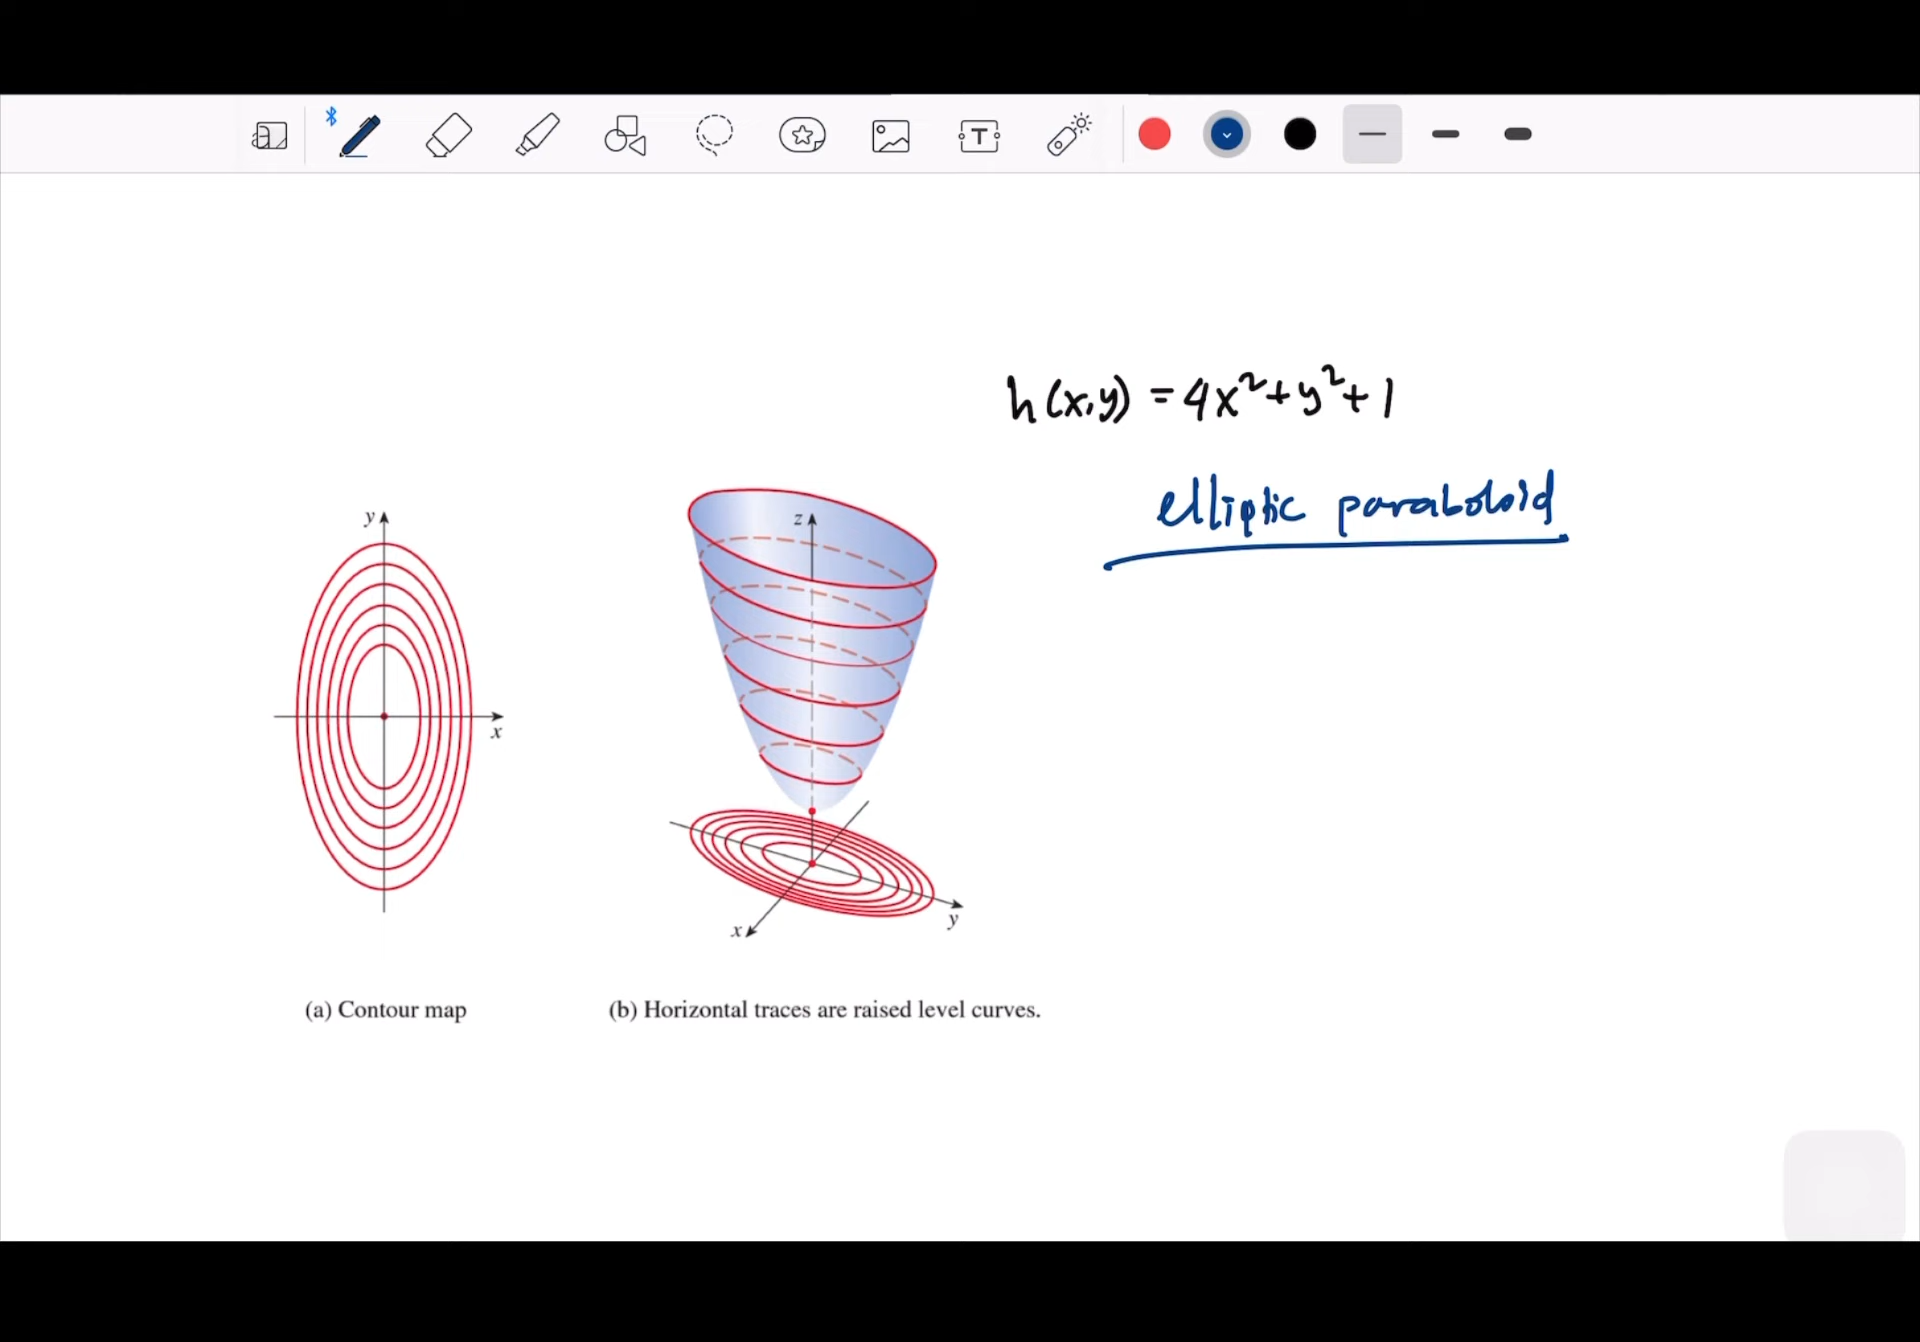 a
T
h(x,y) = 4x²+y²+1
elliptic paraboloid
y
x
z
y
x
(a) Contour map
(b) Horizontal traces are raised level curves.